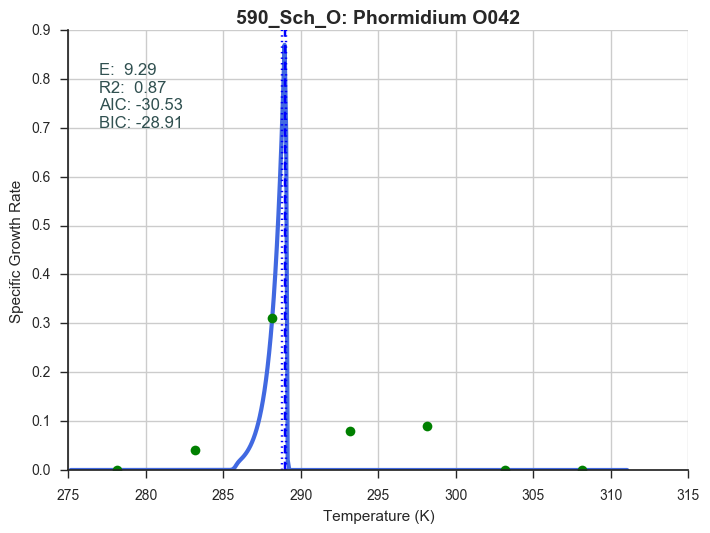 590_Sch_O: Phormidium O042
E:  9.29
R2:  0.87
AIC: -30.53
BIC: -28.91
Specific Growth Rate
0.9
0.8
0.7
0.6
0.5
0.4
0.3
0.2
0.1
0.0
275 280 285 290 295 300 305 310 315
Temperature (K)